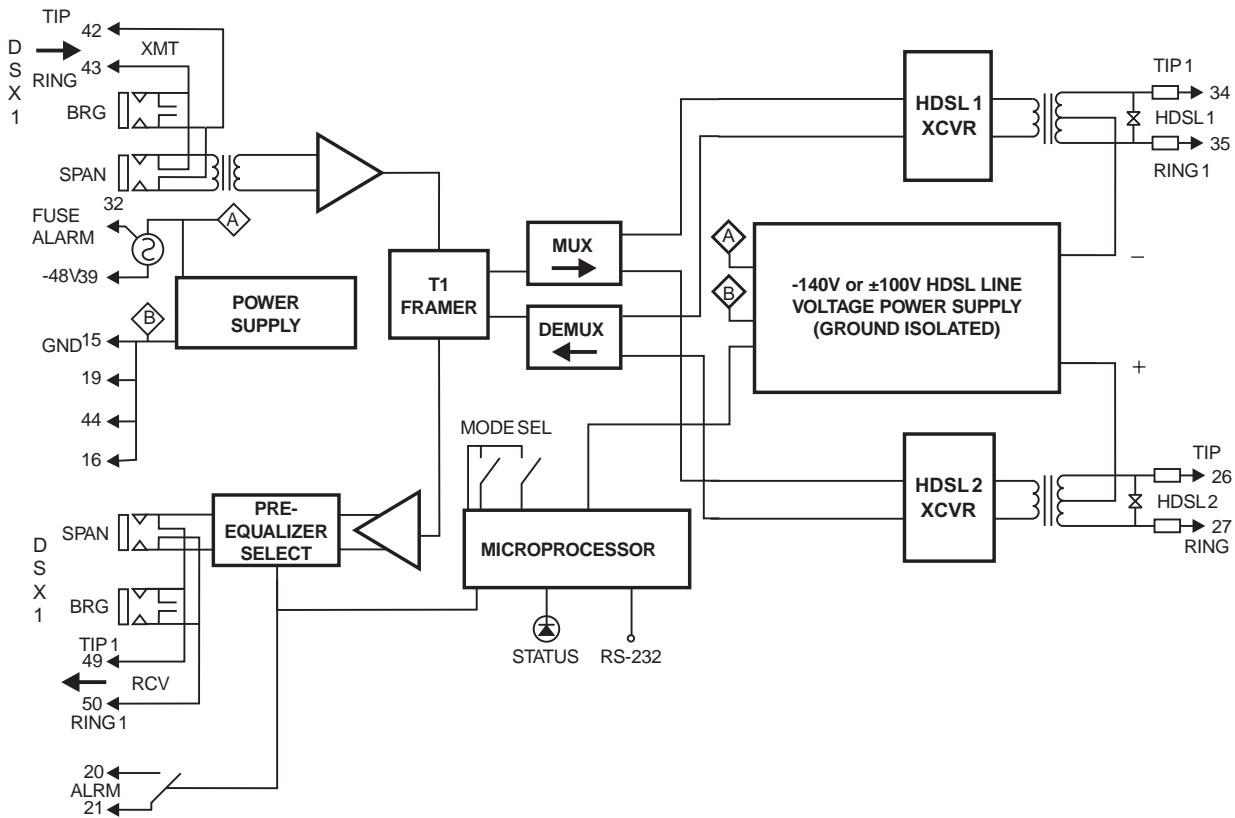 TIP
42
XMT
D
S
X
1
43
RING
BRG
SPAN
32
FUSE
ALARM
-48V 39
A
POWER
SUPPLY
B
GND 15
19
44
16
T1
FRAMER
MUX
DEMUX
HDSL 1
XCVR
TIP 1
34
HDSL 1
35
RING 1
A
B
-140V or ±100V HDSL LINE
VOLTAGE POWER SUPPLY
(GROUND ISOLATED)
–
+
HDSL 2
XCVR
TIP
26
HDSL 2
27
RING
MODE SEL
MICROPROCESSOR
STATUS
RS-232
PRE-
EQUALIZER
SELECT
D
S
X
1
SPAN
BRG
TIP 1
49
RCV
50
RING 1
20
ALRM
21